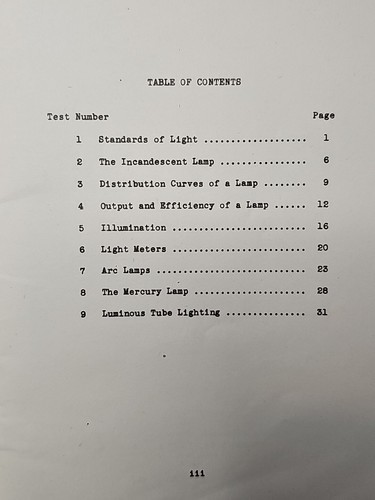 TABLE OF CONTENTS
Test Number Page
1 Standards of Light ................... 1
2 The Incandescent Lamp ................ 6
3 Distribution Curves of a Lamp ........ 9
4 Output and Efficiency of a Lamp ...... 12
5 Illumination ......................... 16
6 Light Meters ......................... 20
7 Arc Lamps ............................ 23
8 The Mercury Lamp ..................... 28
9 Luminous Tube Lighting ............... 31
iii